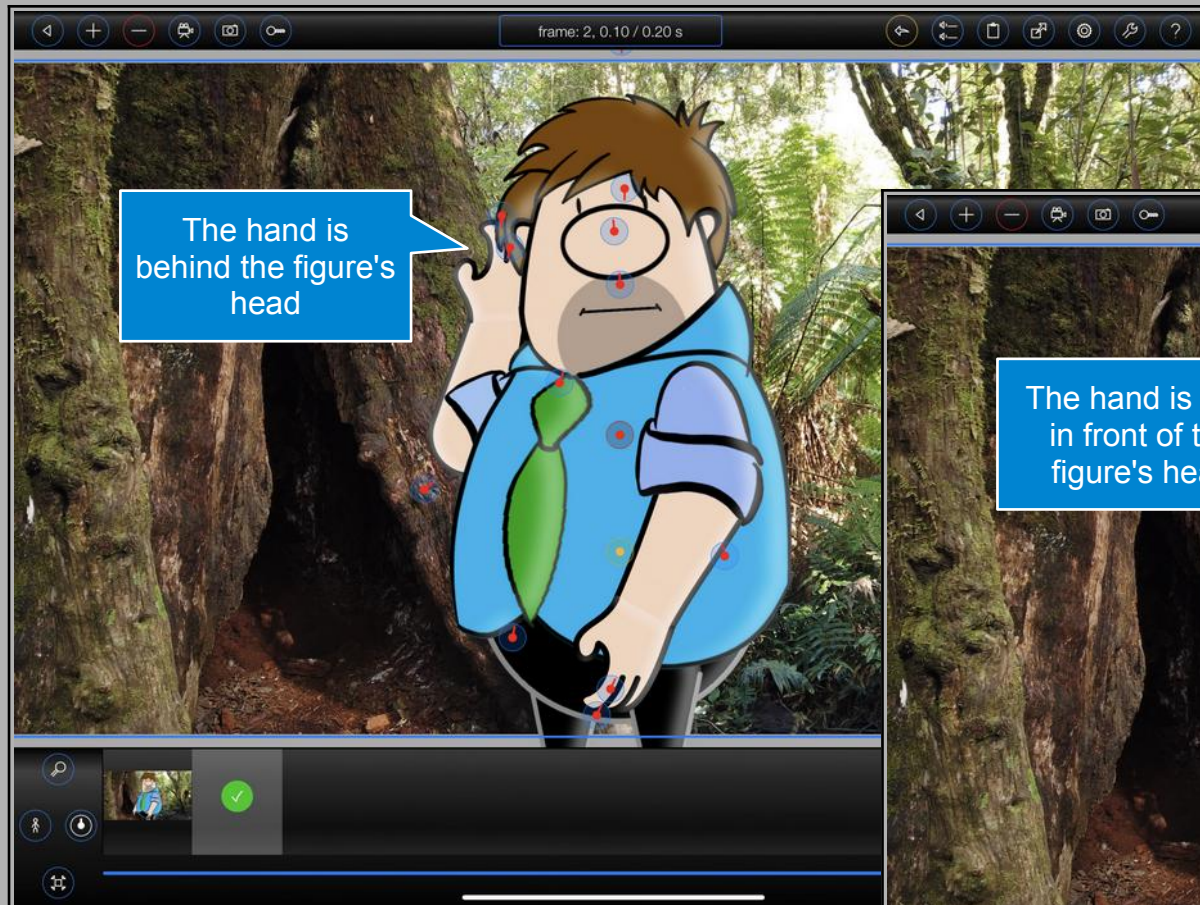 frame: 2, 0.10 / 0.20 s
?
The hand is
behind the figure's
head
The hand is
in front of
figure's